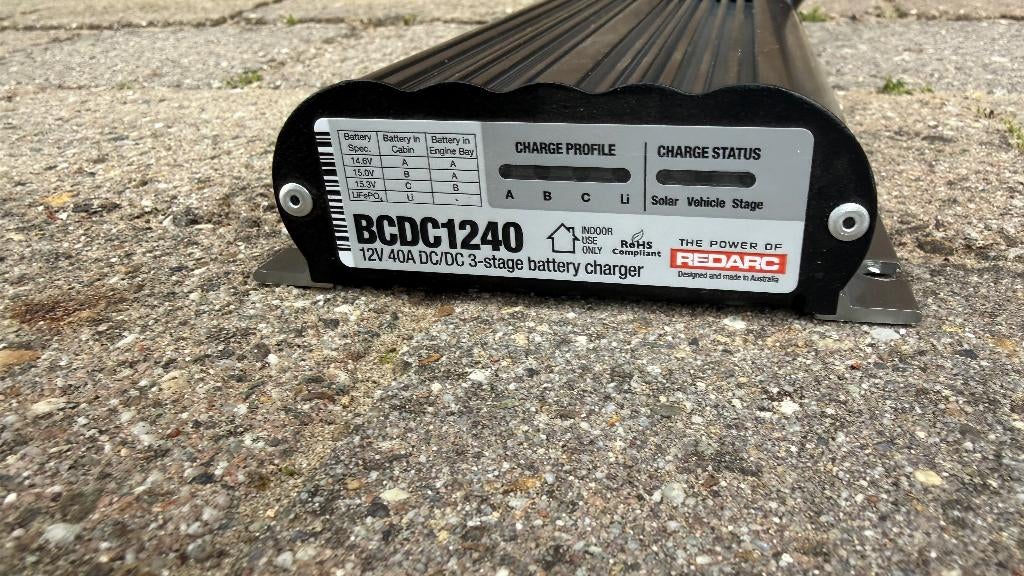 Battery Spec. Battery in Cabin Battery in Engine Bay
14.6V A A
15.0V B A
15.3V C B
LiFePO₄ Li -
CHARGE PROFILE
A B C Li
CHARGE STATUS
Solar Vehicle Stage
BCDC1240
12V 40A DC/DC 3-stage battery charger
INDOOR
USE
ONLY
RoHS
Compliant
THE POWER OF
REDARC
Designed and made in Australia